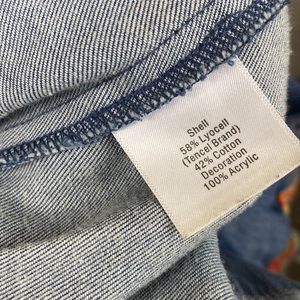 Shell
58% Lyocell
(Tencel Brand)
42% Cotton
Decoration
100% Acrylic